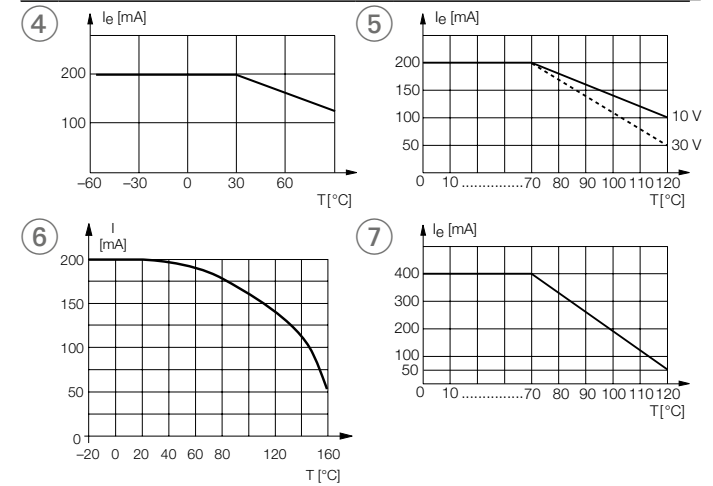 4
Ie [mA]
200
100
–60 –30 0 30 60
T[°C]
5
Ie [mA]
200
150
100
50
10 V
30 V
0 10 ...............70 80 90 100 110 120
T[°C]
6
I
[mA]
200
150
100
50
0
–20 0 20 40 60 80 120 160
T [°C]
7
Ie [mA]
400
300
200
100
50
0 10 ...............70 80 90 100 110 120
T[°C]